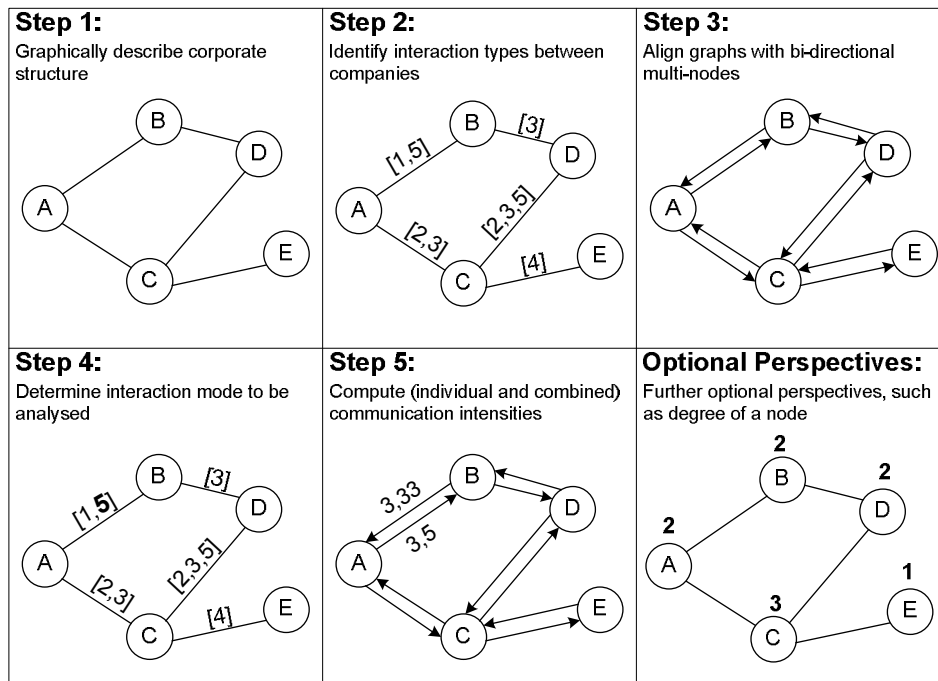 Step 1:
Graphically describe corporate
structure
B
D
A
E
C
Step 2:
Identify interaction types between
companies
B
[3]
D
[1,5]
A
[2,3]
[2,3,5]
E
[4]
C
Step 3:
Align graphs with bi-directional
multi-nodes
B
D
A
E
C
Step 4:
Determine interaction mode to be
analysed
B
[3]
D
[1,5]
A
[2,3]
[2,3,5]
E
[4]
C
Step 5:
Compute (individual and combined)
communication intensities
B
3,33
3,5
D
A
E
C
Optional Perspectives:
Further optional perspectives, such
as degree of a node
2
B
2
D
2
A
1
E
3
C